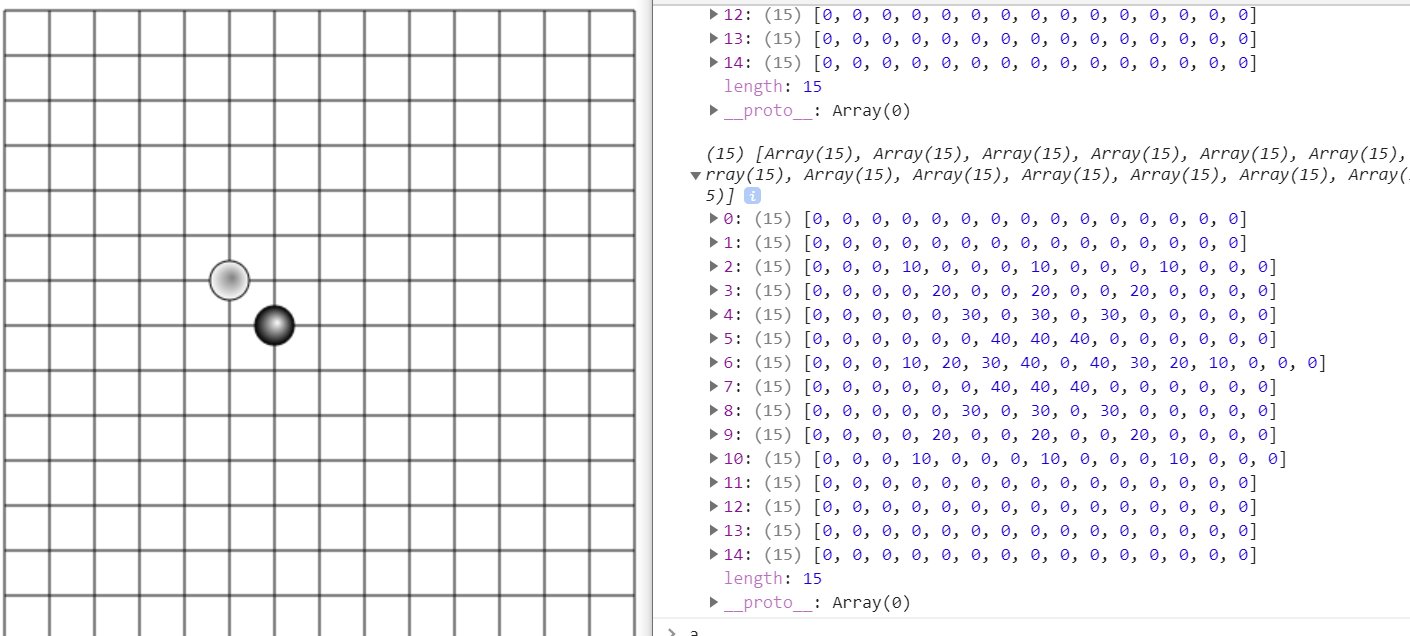 ▶12: (15) [0, 0, 0, 0, 0, 0, 0, 0, 0, 0, 0, 0, 0, 0, 0]
▶13: (15) [0, 0, 0, 0, 0, 0, 0, 0, 0, 0, 0, 0, 0, 0, 0]
▶14: (15) [0, 0, 0, 0, 0, 0, 0, 0, 0, 0, 0, 0, 0, 0, 0]
length: 15
▶__proto__: Array(0)
(15) [Array(15), Array(15), Array(15), Array(15), Array(15), Array(15),
▼rray(15), Array(15), Array(15), Array(15), Array(15), Array(15), Array(
5)] i
▶0: (15) [0, 0, 0, 0, 0, 0, 0, 0, 0, 0, 0, 0, 0, 0, 0]
▶1: (15) [0, 0, 0, 0, 0, 0, 0, 0, 0, 0, 0, 0, 0, 0, 0]
▶2: (15) [0, 0, 0, 10, 0, 0, 0, 10, 0, 0, 0, 10, 0, 0, 0]
▶3: (15) [0, 0, 0, 0, 20, 0, 0, 20, 0, 0, 20, 0, 0, 0, 0]
▶4: (15) [0, 0, 0, 0, 0, 30, 0, 30, 0, 30, 0, 0, 0, 0, 0]
▶5: (15) [0, 0, 0, 0, 0, 0, 40, 40, 40, 0, 0, 0, 0, 0, 0]
▶6: (15) [0, 0, 0, 10, 20, 30, 40, 0, 40, 30, 20, 10, 0, 0, 0]
▶7: (15) [0, 0, 0, 0, 0, 0, 40, 40, 40, 0, 0, 0, 0, 0, 0]
▶8: (15) [0, 0, 0, 0, 0, 30, 0, 30, 0, 30, 0, 0, 0, 0, 0]
▶9: (15) [0, 0, 0, 0, 20, 0, 0, 20, 0, 0, 20, 0, 0, 0, 0]
▶10: (15) [0, 0, 0, 10, 0, 0, 0, 10, 0, 0, 0, 10, 0, 0, 0]
▶11: (15) [0, 0, 0, 0, 0, 0, 0, 0, 0, 0, 0, 0, 0, 0, 0]
▶12: (15) [0, 0, 0, 0, 0, 0, 0, 0, 0, 0, 0, 0, 0, 0, 0]
▶13: (15) [0, 0, 0, 0, 0, 0, 0, 0, 0, 0, 0, 0, 0, 0, 0]
▶14: (15) [0, 0, 0, 0, 0, 0, 0, 0, 0, 0, 0, 0, 0, 0, 0]
length: 15
▶__proto__: Array(0)